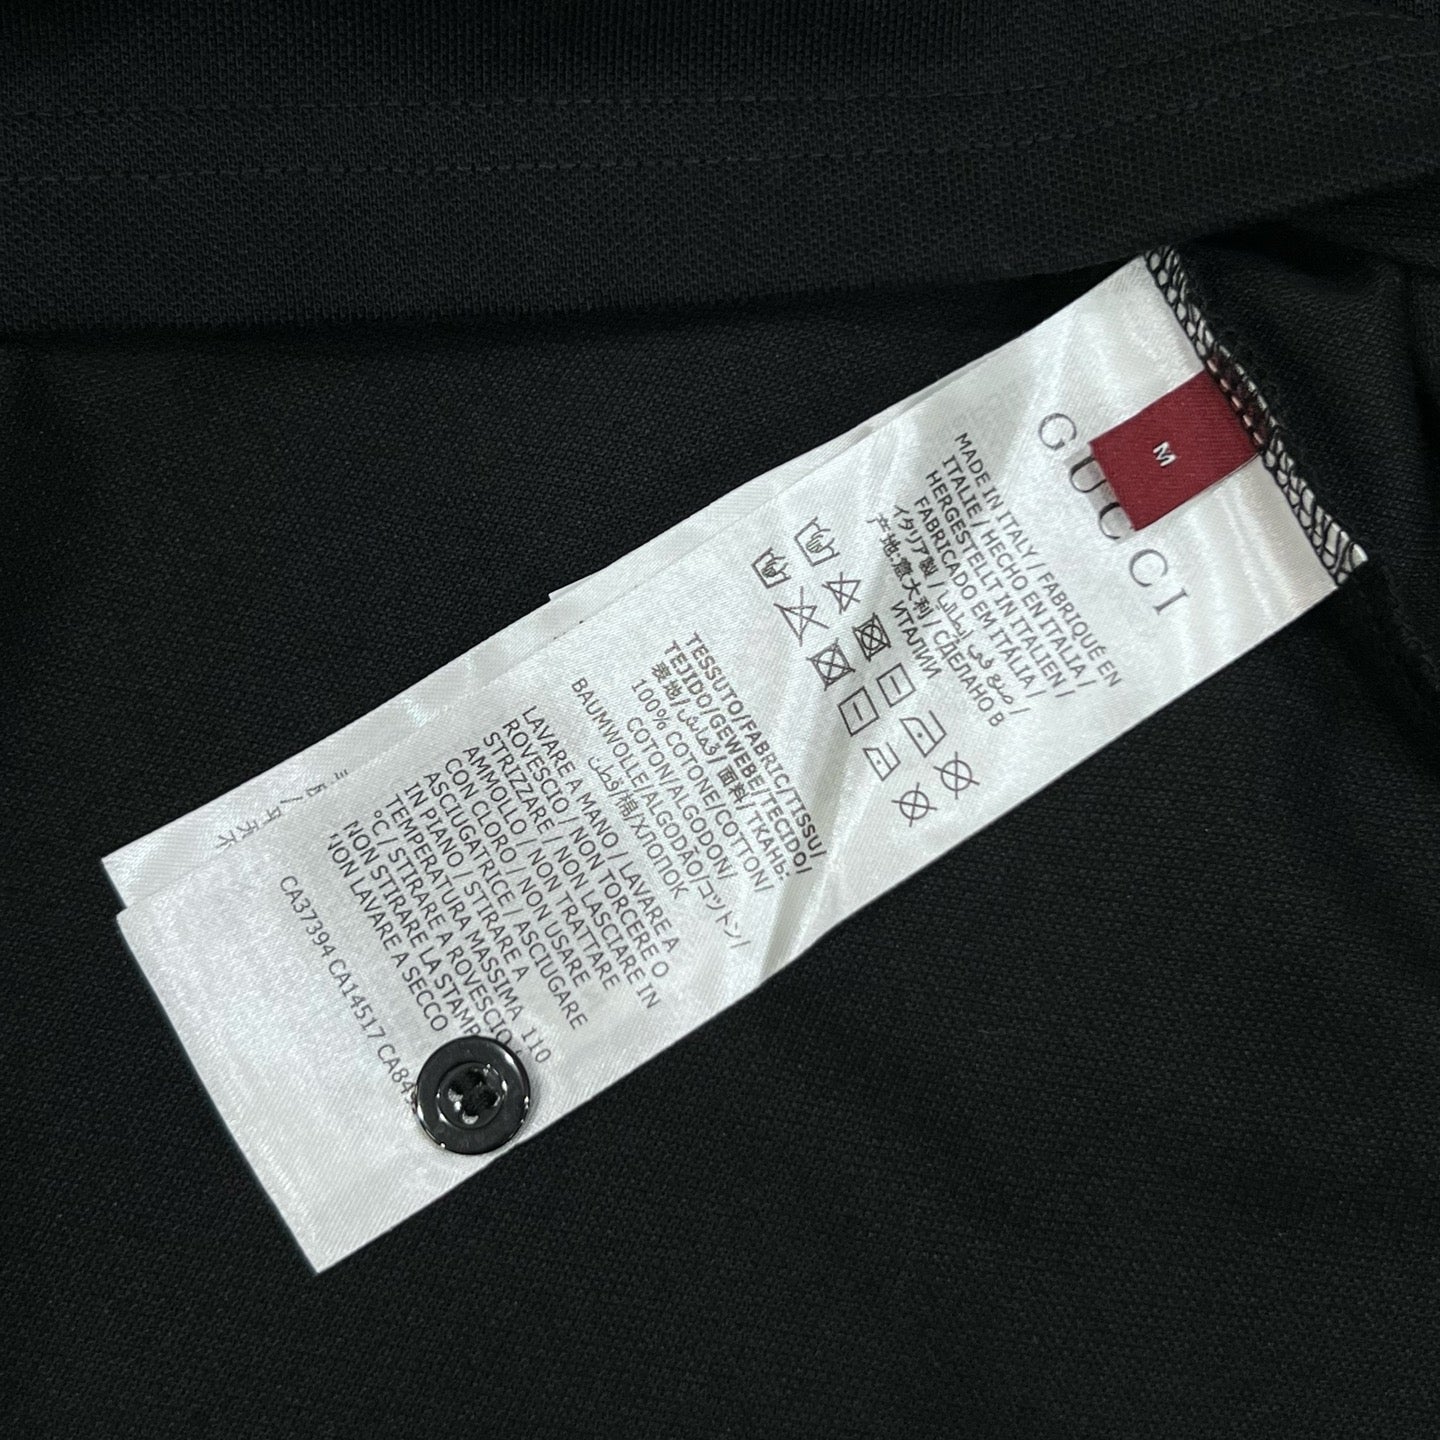 GUCCI
M
MADE IN ITALY / FABRIQUÉ EN
ITALIE / HECHO EN ITALIA /
HERGESTELLT IN ITALIEN /
FABRICADO EM ITÁLIA /
イタリア製 / صنع في إيطاليا /
产地:意大利 / СДЕЛАНО В
ИТАЛИИ
TESSUTO/FABRIC/TISSU/
TEJIDO/GEWEBE/TECIDO/
表地/قماش/ 面料/ ТКАНЬ:
100% COTONE/COTTON/
COTON/ALGODON/
BAUMWOLLE/ALGODÃO/コットン/
قطن/棉/ХЛОПОК
LAVARE A MANO / LAVARE A
ROVESCIO / NON TORCERE O
STRIZZARE / NON LASCIARE IN
AMMOLLO / NON TRATTARE
CON CLORO / NON USARE
ASCIUGATRICE / ASCIUGARE
IN PIANO / STIRARE A
TEMPERATURA MASSIMA 110
°C / STIRARE A ROVESCIO
NON STIRARE LA STAMP
NON LAVARE A SECCO
CA37394 CA14517 CA84